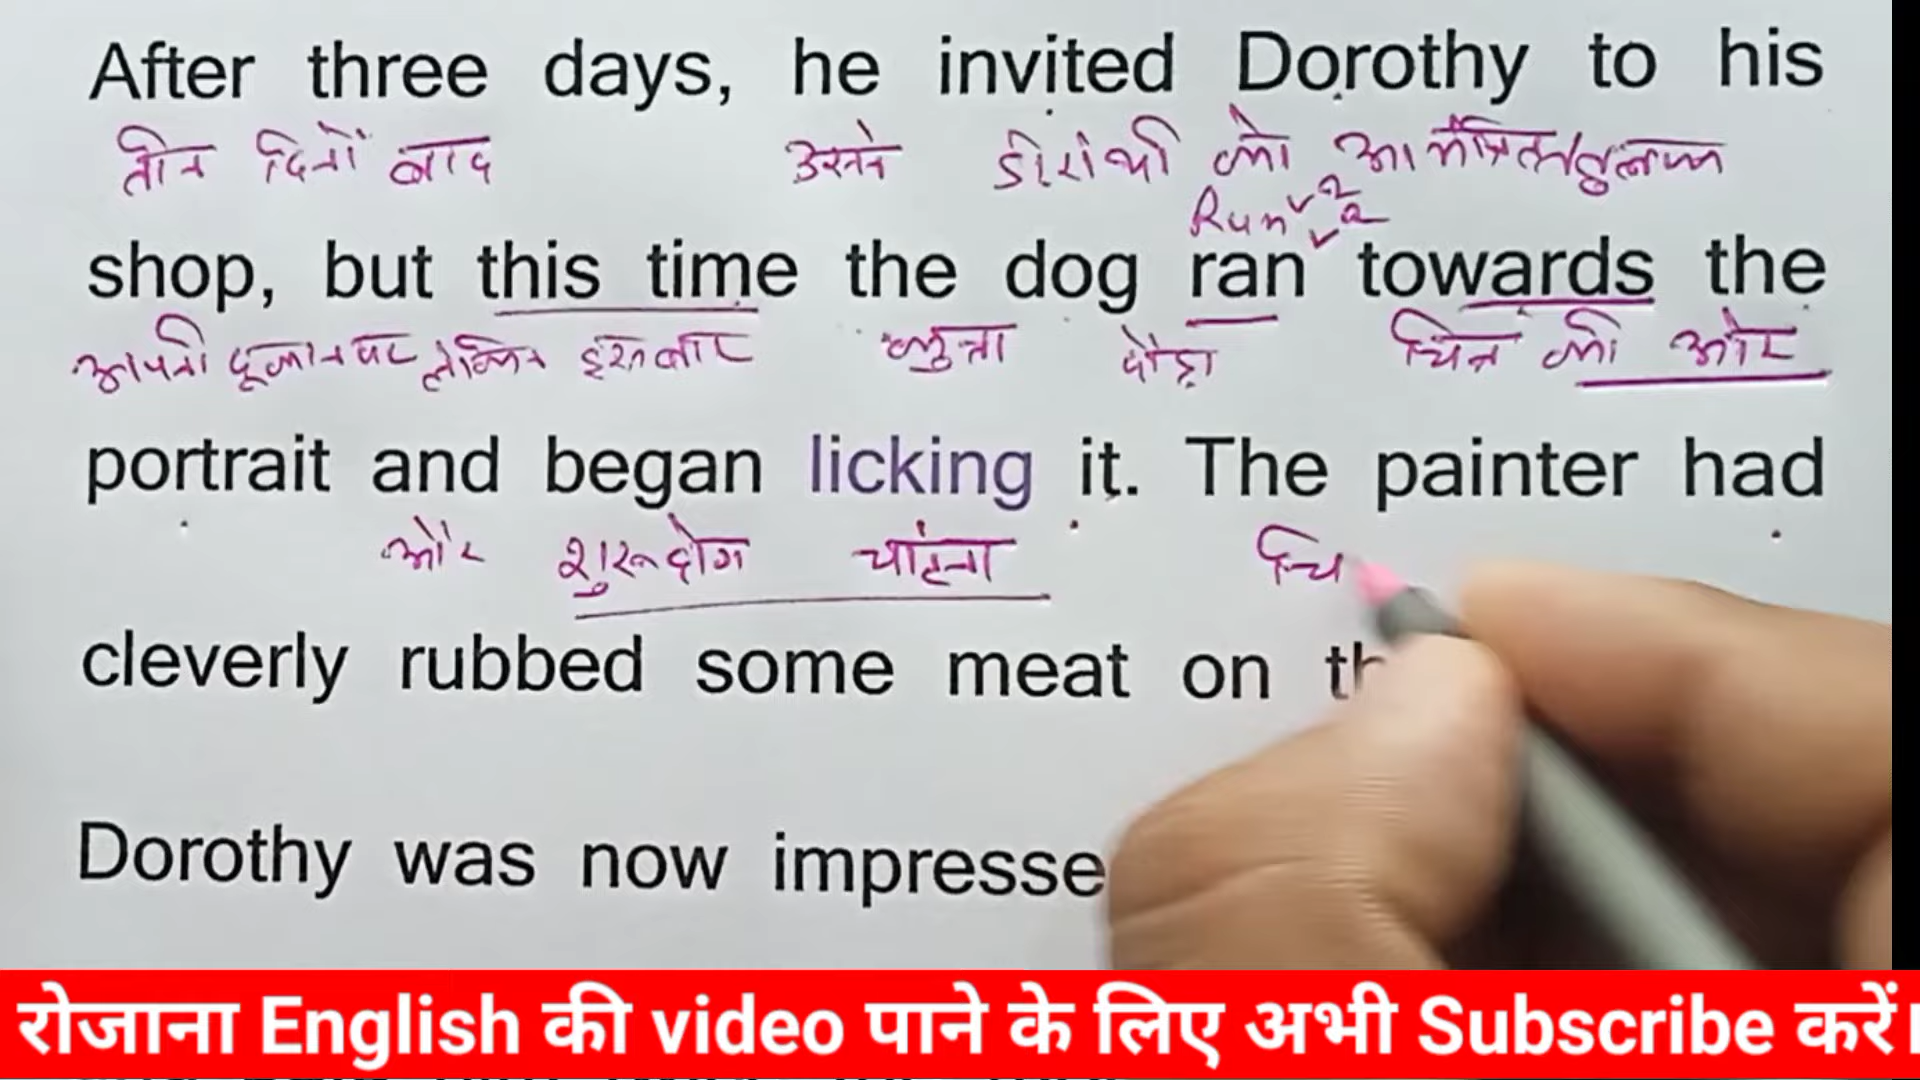 After three days, he invited Dorothy to his
तीन दिनों बाद उसने डोरोथी को आमंत्रित
Run v2
shop, but this time the dog ran towards the
अपनी दुकान पर लेकिन इस बार कुत्ता दौड़ा चित्र की ओर
portrait and began licking it. The painter had
और शुरू चाटना चि
cleverly rubbed some meat on
Dorothy was now impresse
रोजाना English की video पाने के लिए अभी Subscribe करें।